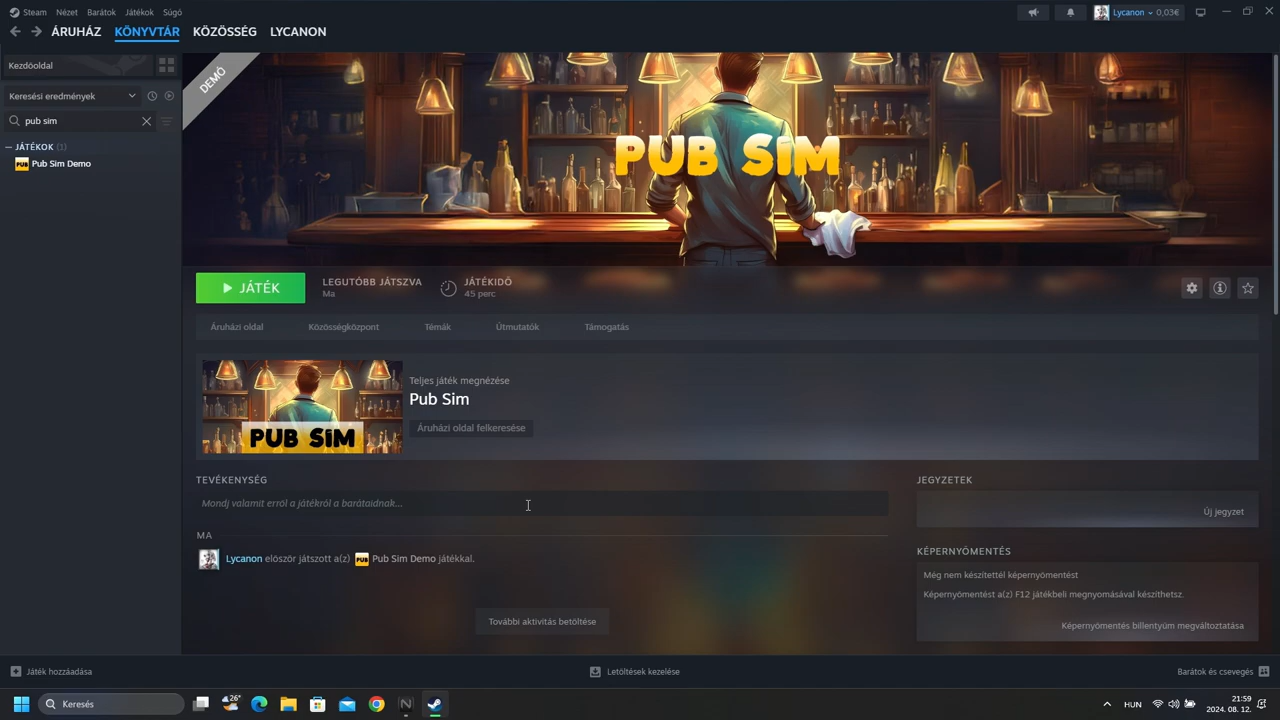 Steam Nézet Barátok Játékok Súgó
Lycanon 0,03€
ÁRUHÁZ KÖNYVTÁR KÖZÖSSÉG LYCANON
Kezdőoldal
Keresési eredmények
pub sim
JÁTÉKOK (1)
PUB Pub Sim Demo
DEMÓ
PUB SIM
JÁTÉK
LEGUTÓBB JÁTSZVA
Ma
JÁTÉKIDŐ
45 perc
Áruházi oldal Közösségközpont Témák Útmutatók Támogatás
PUB SIM
Teljes játék megnézése
Pub Sim
Áruházi oldal felkeresése
TEVÉKENYSÉG
Mondj valamit erről a játékról a barátaidnak...
MA
Lycanon először játszott a(z) PUB Pub Sim Demo játékkal.
További aktivitás betöltése
JEGYZETEK
Új jegyzet
KÉPERNYŐMENTÉS
Még nem készítettél képernyőmentést
Képernyőmentést a(z) F12 játékbeli megnyomásával készíthetsz.
Képernyőmentés billentyűm megváltoztatása
Játék hozzáadása
Letöltések kezelése
Barátok és csevegés
Keresés
26°
HUN
21:59
2024. 08. 12.